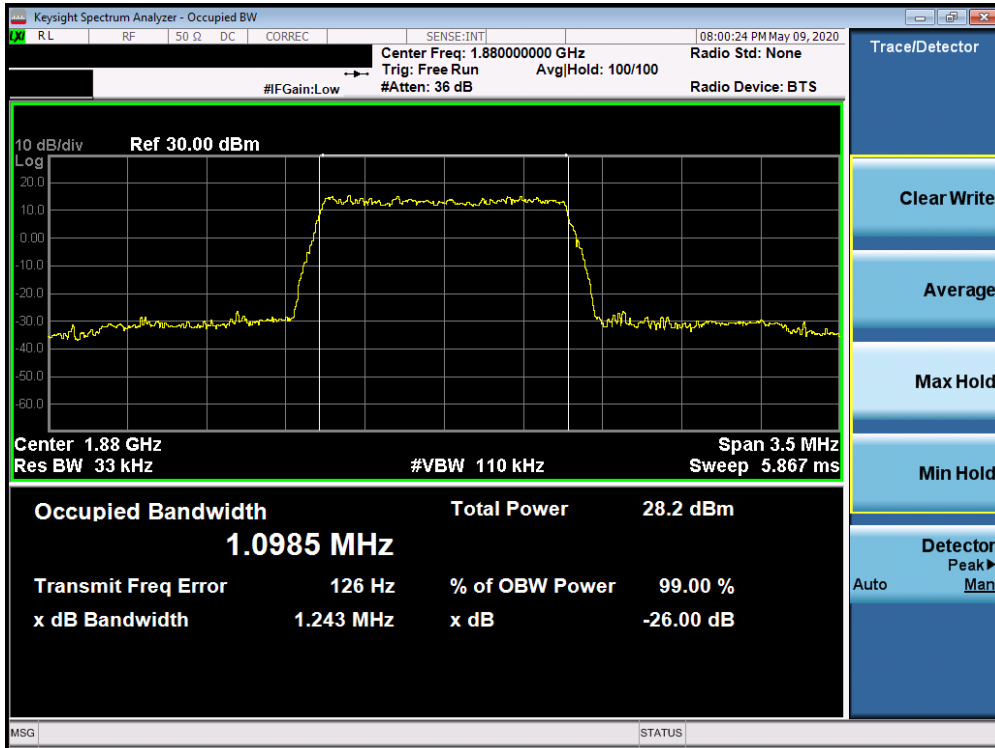 Keysight Spectrum Analyzer - Occupied BW
LXI RL RF 50 Ω DC CORREC SENSE:INT 08:00:24 PM May 09, 2020
Center Freq: 1.880000000 GHz Radio Std: None
Trig: Free Run Avg|Hold: 100/100
#IFGain:Low #Atten: 36 dB Radio Device: BTS
10 dB/div Ref 30.00 dBm
Log
20.0
10.0
0.00
-10.0
-20.0
-30.0
-40.0
-50.0
-60.0
Center 1.88 GHz Span 3.5 MHz
Res BW 33 kHz #VBW 110 kHz Sweep 5.867 ms
Occupied Bandwidth Total Power 28.2 dBm
1.0985 MHz
Transmit Freq Error 126 Hz % of OBW Power 99.00 %
x dB Bandwidth 1.243 MHz x dB -26.00 dB
MSG STATUS
Trace/Detector
Clear Write
Average
Max Hold
Min Hold
Detector
Peak▶
Auto Man